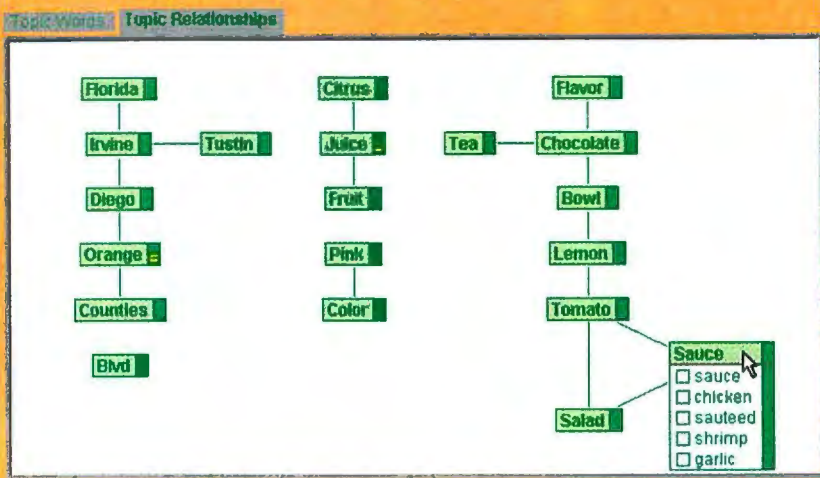 Topic Words Topic Relationships
Florida Citrus Flavor
Irvine Tustin Juice Tea Chocolate
Diego Fruit Bowl
Orange Pink Lemon
Counties Color Tomato
Blvd Sauce
sauce
chicken
Salad sauteed
shrimp
garlic